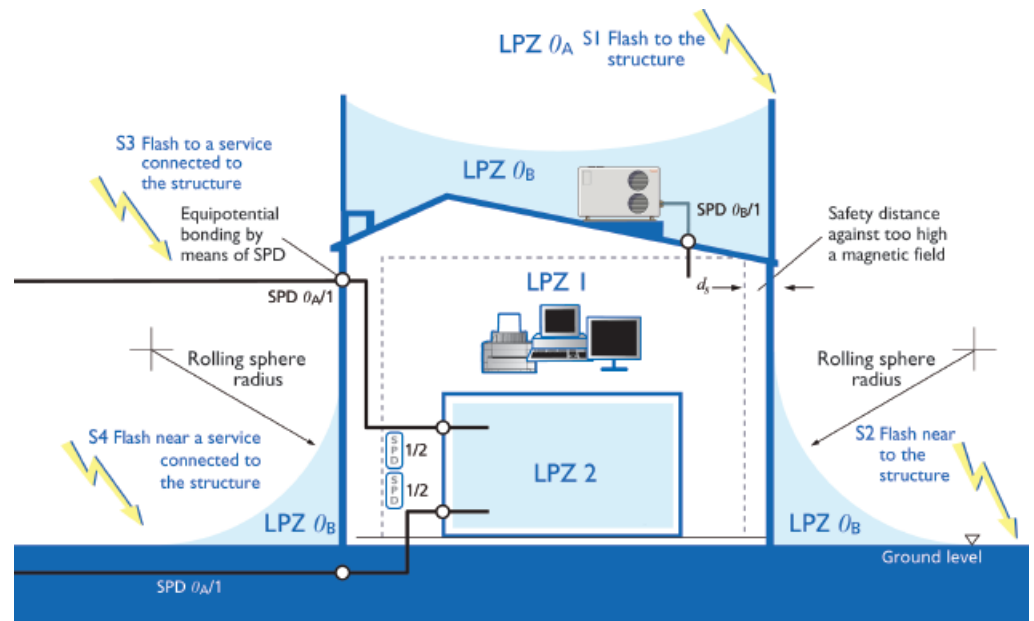 LPZ 0A
S1 Flash to the
structure
S3 Flash to a service
connected to
the structure
LPZ 0B
SPD 0B/1
Equipotential
bonding by
means of SPD
Safety distance
against too high
a magnetic field
SPD 0A/1
LPZ 1
ds
Rolling sphere
radius
Rolling sphere
radius
S4 Flash near a service
connected to
the structure
S2 Flash near
to the
structure
SPD
1/2
SPD
1/2
LPZ 2
LPZ 0B
LPZ 0B
Ground level
SPD 0A/1